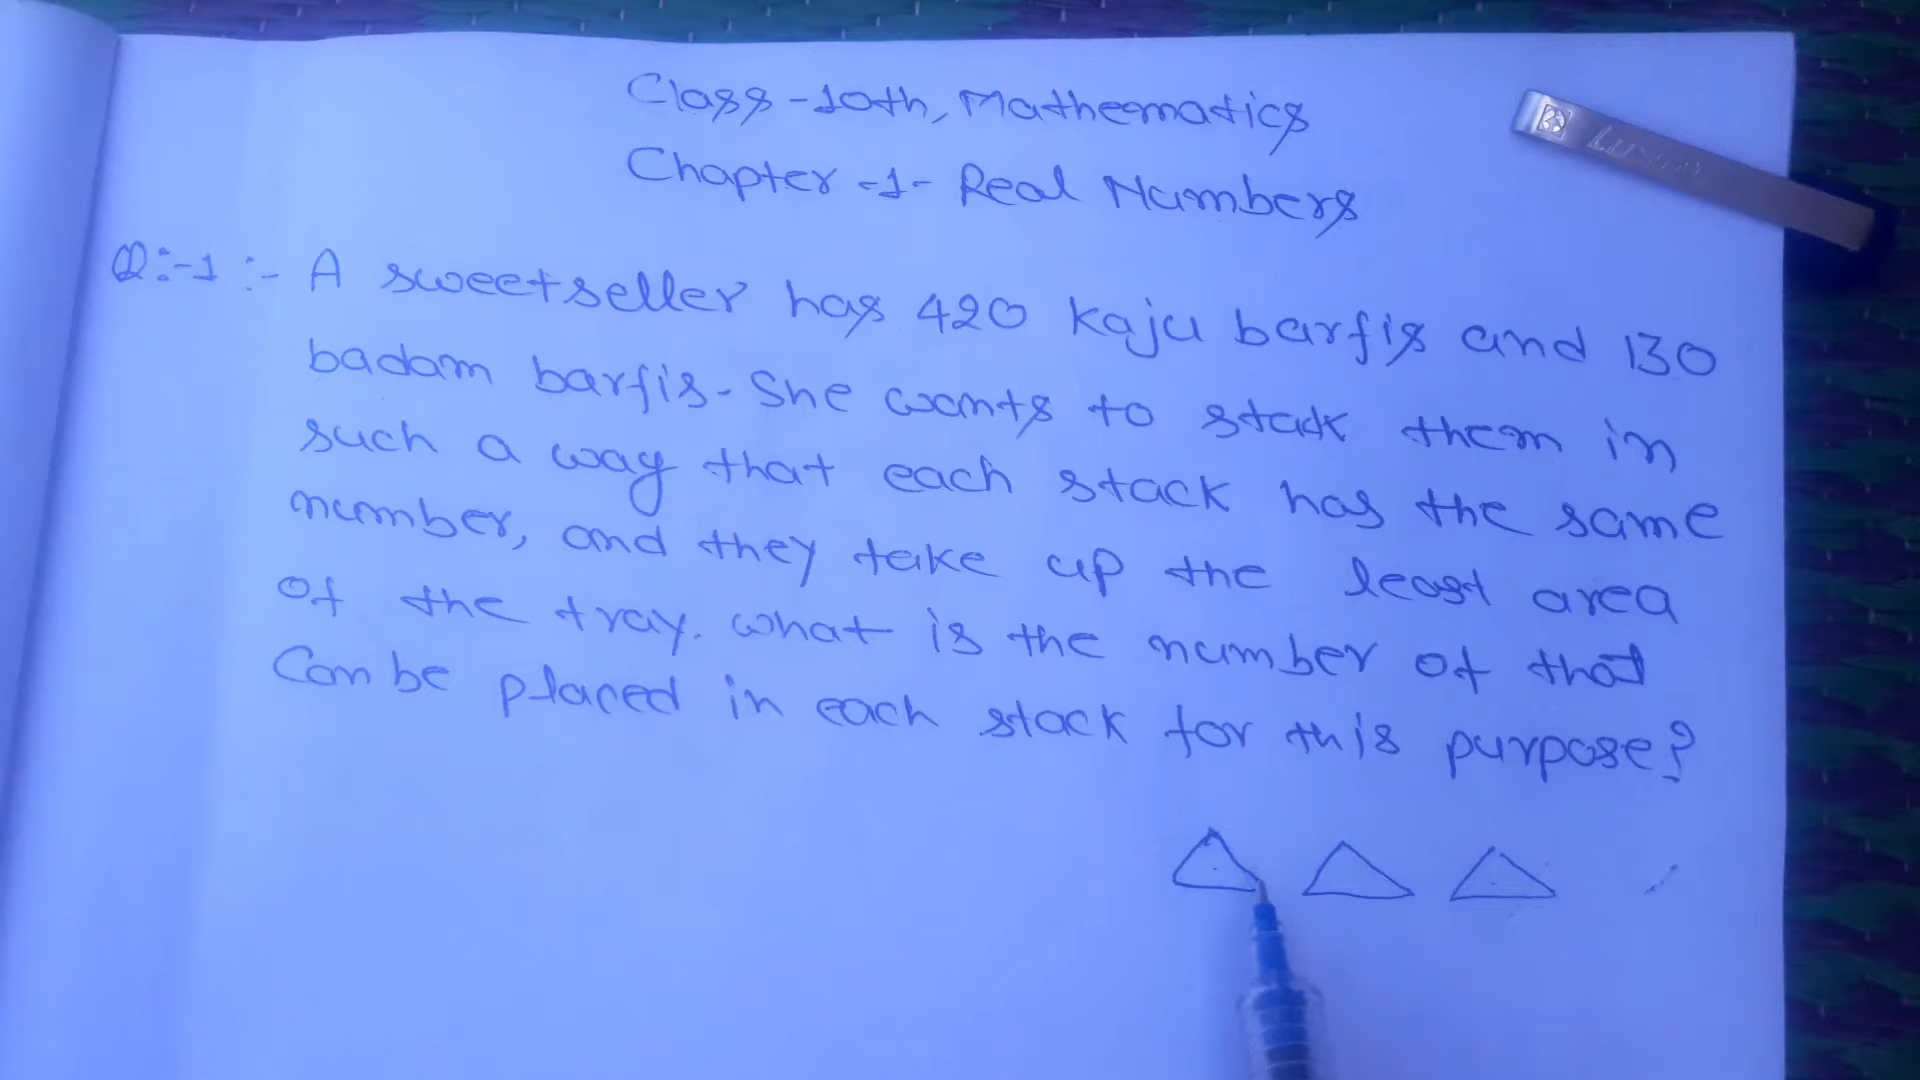 Class-10th, Mathematics
Chapter-1- Real Numbers
Q:-1:- A sweetseller has 420 kaju barfis and 130
badam barfis. She wants to stack them in
such a way that each stack has the same
number, and they take up the least area
of the tray. what is the number of that
Can be placed in each stack for this purpose?